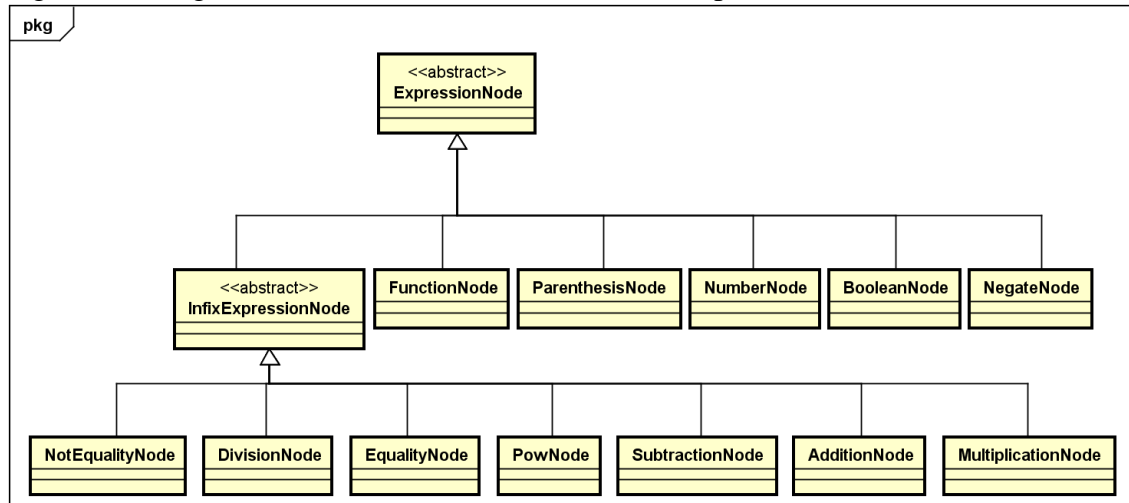 pkg
<<abstract>>
ExpressionNode
<<abstract>>
InfixExpressionNode
FunctionNode
ParenthesisNode
NumberNode
BooleanNode
NegateNode
NotEqualityNode
DivisionNode
EqualityNode
PowNode
SubtractionNode
AdditionNode
MultiplicationNode